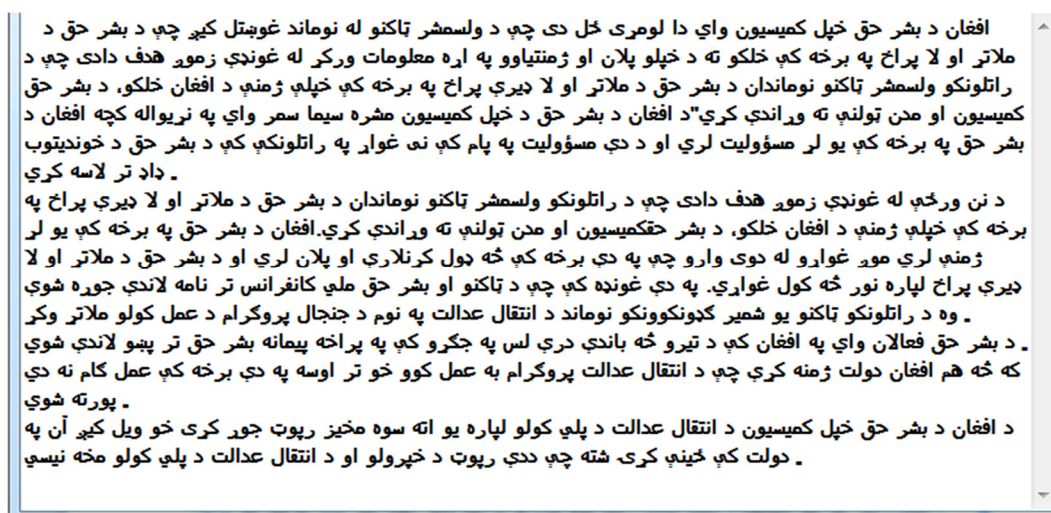 افغان د بشر حق خپل کمیسیون وای دا لومړی ځل دی چې د ولسمشر ټاکنو له نوماند غوښتل کیږ چې د بشر حق د
ملاتړ او لا پراخ په برخه کې خلکو ته د خپلو پلان او ژمنتیاوو په اړه معلومات ورکړ له غونډې زموږ هدف دادی چې د
راتلونکو ولسمشر ټاکنو نوماندان د بشر حق د ملاتړ او لا ډیرې پراخ په برخه کې خپلې ژمنې د افغان خلکو، د بشر حق
کمیسیون او مدن ټولنې ته وړاندې کړي"د افغان د بشر حق د خپل کمیسیون مشره سیما سمر وای په نړیواله کچه افغان د
بشر حق په برخه کې یو لړ مسؤولیت لري او د دې مسؤولیت په پام کې نی غواړ په راتلونکې کې د بشر حق د خوندیتوب
ډاډ تر لاسه کړي ـ
د نن ورځې له غونډې زموږ هدف دادی چې د راتلونکو ولسمشر ټاکنو نوماندان د بشر حق د ملاتړ او لا ډیرې پراخ په
برخه کې خپلې ژمنې د افغان خلکو، د بشر حقکمیسیون او مدن ټولنې ته وړاندې کړي.افغان د بشر حق په برخه کې یو لړ
ژمنې لري موږ غواړو له دوی وارو چې په دې برخه کې څه ډول کړنلارې او پلان لري او د بشر حق د ملاتړ او لا
ډیرې پراخ لپاره نور څه کول غواړي. په دې غونډه کې چې د ټاکنو او بشر حق ملي کانفرانس تر نامه لاندې جوړه شوې
وه د راتلونکو ټاکنو یو شمیر ګډونکوونکو نوماند د انتقال عدالت په نوم د جنجال پروګرام د عمل کولو ملاتړ وکړ ـ
د بشر حق فعالان وای په افغان کې د تیرو څه باندې درې لس په جګړو کې په پراخه پیمانه بشر حق تر پښو لاندې شوي ـ
که څه هم افغان دولت ژمنه کړې چې د انتقال عدالت پروګرام به عمل کوو خو تر اوسه په دې برخه کې عمل ګام نه دي
پورته شوي ـ
د افغان د بشر حق خپل کمیسیون د انتقال عدالت د پلي کولو لپاره یو اته سوه مخیز رپوټ جوړ کړی خو ویل کیږ آن په
دولت کې ځینې کړۍ شته چې ددې رپوټ د خپرولو او د انتقال عدالت د پلي کولو مخه نیسي ـ